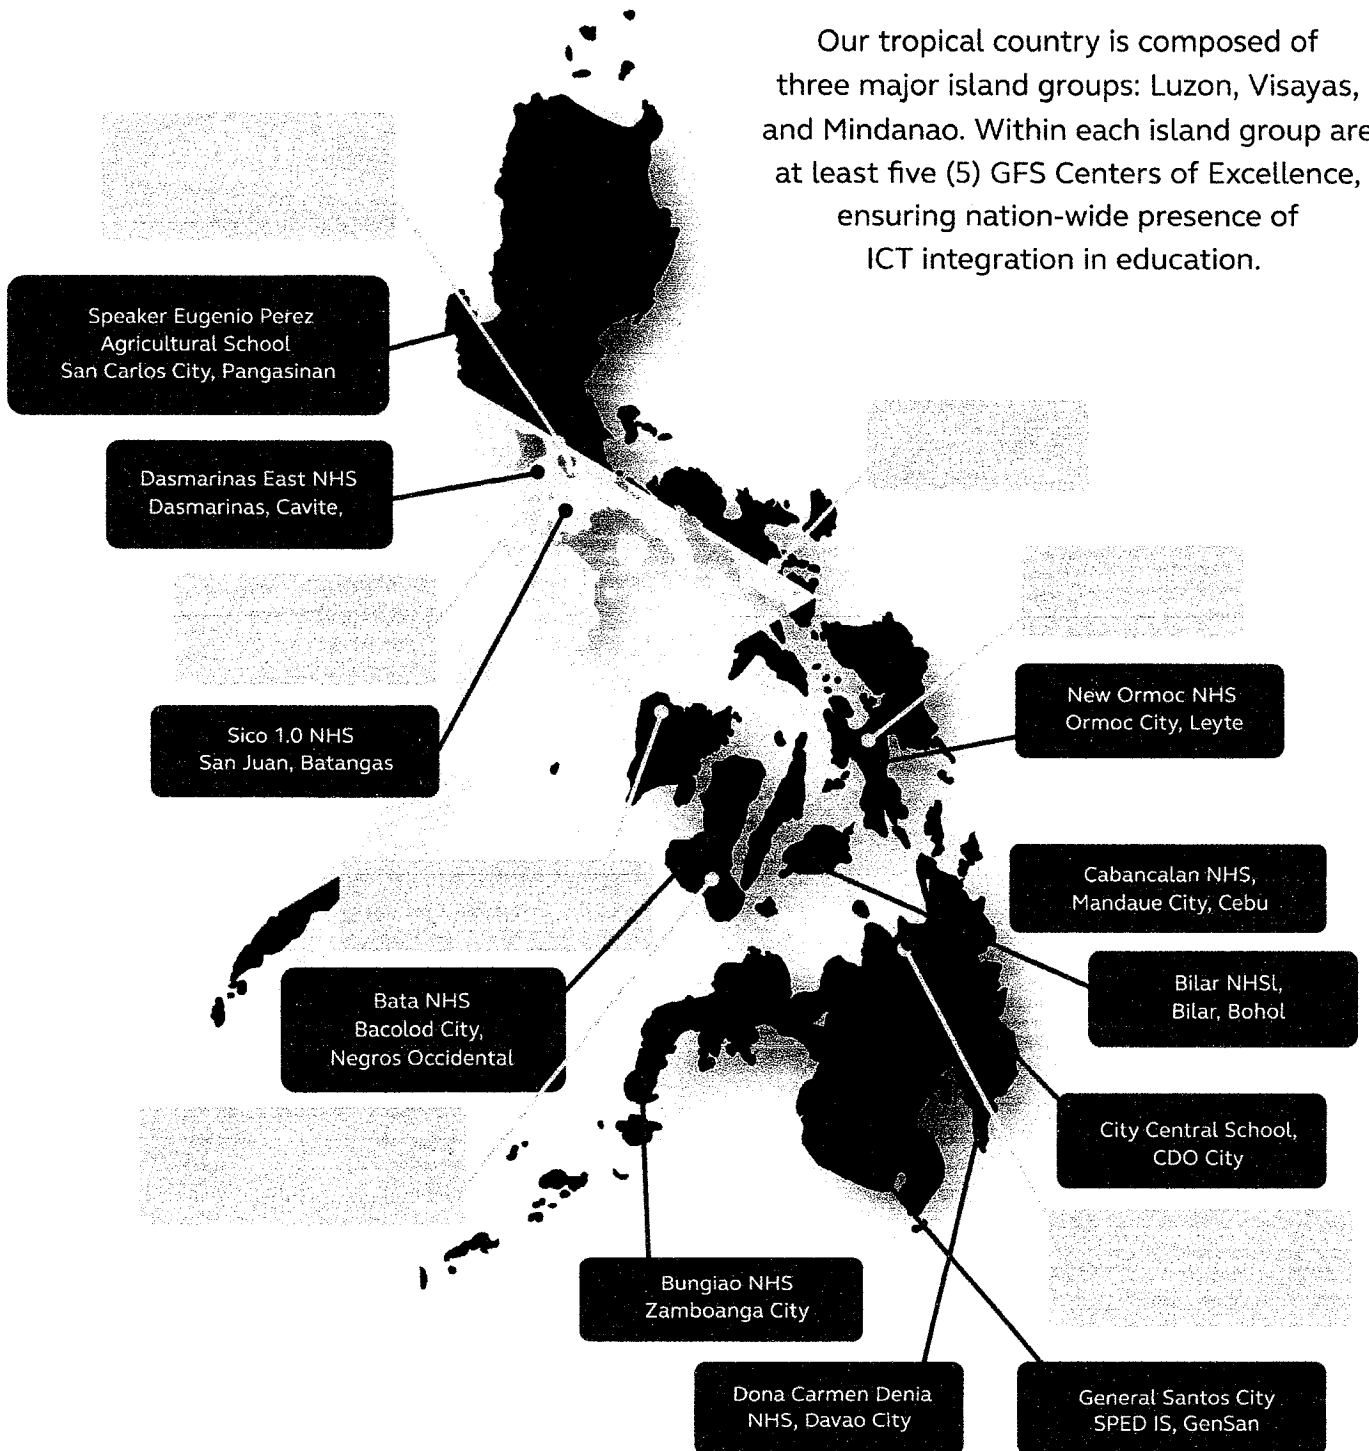 Our tropical country is composed of
three major island groups: Luzon, Visayas,
and Mindanao. Within each island group are
at least five (5) GFS Centers of Excellence,
ensuring nation-wide presence of
ICT integration in education.
Speaker Eugenio Perez
Agricultural School
San Carlos City, Pangasinan
Dasmarinas East NHS
Dasmarinas, Cavite,
Sico 1.0 NHS
San Juan, Batangas
New Ormoc NHS
Ormoc City, Leyte
Cabancalan NHS,
Mandaue City, Cebu
Bata NHS
Bacolod City,
Negros Occidental
Bilar NHSl,
Bilar, Bohol
City Central School,
CDO City
Bungiao NHS
Zamboanga City
Dona Carmen Denia
NHS, Davao City
General Santos City
SPED IS, GenSan